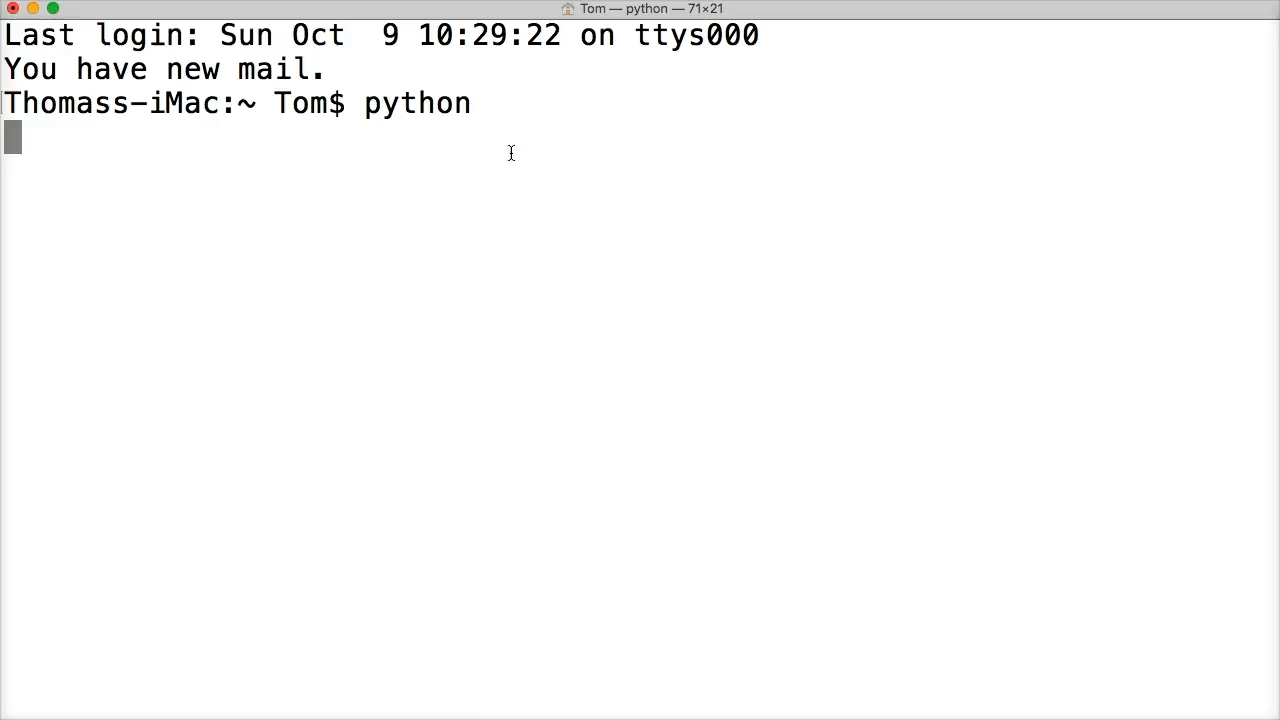 Tom — python — 71×21
Last login: Sun Oct  9 10:29:22 on ttys000
You have new mail.
Thomass-iMac:~ Tom$ python